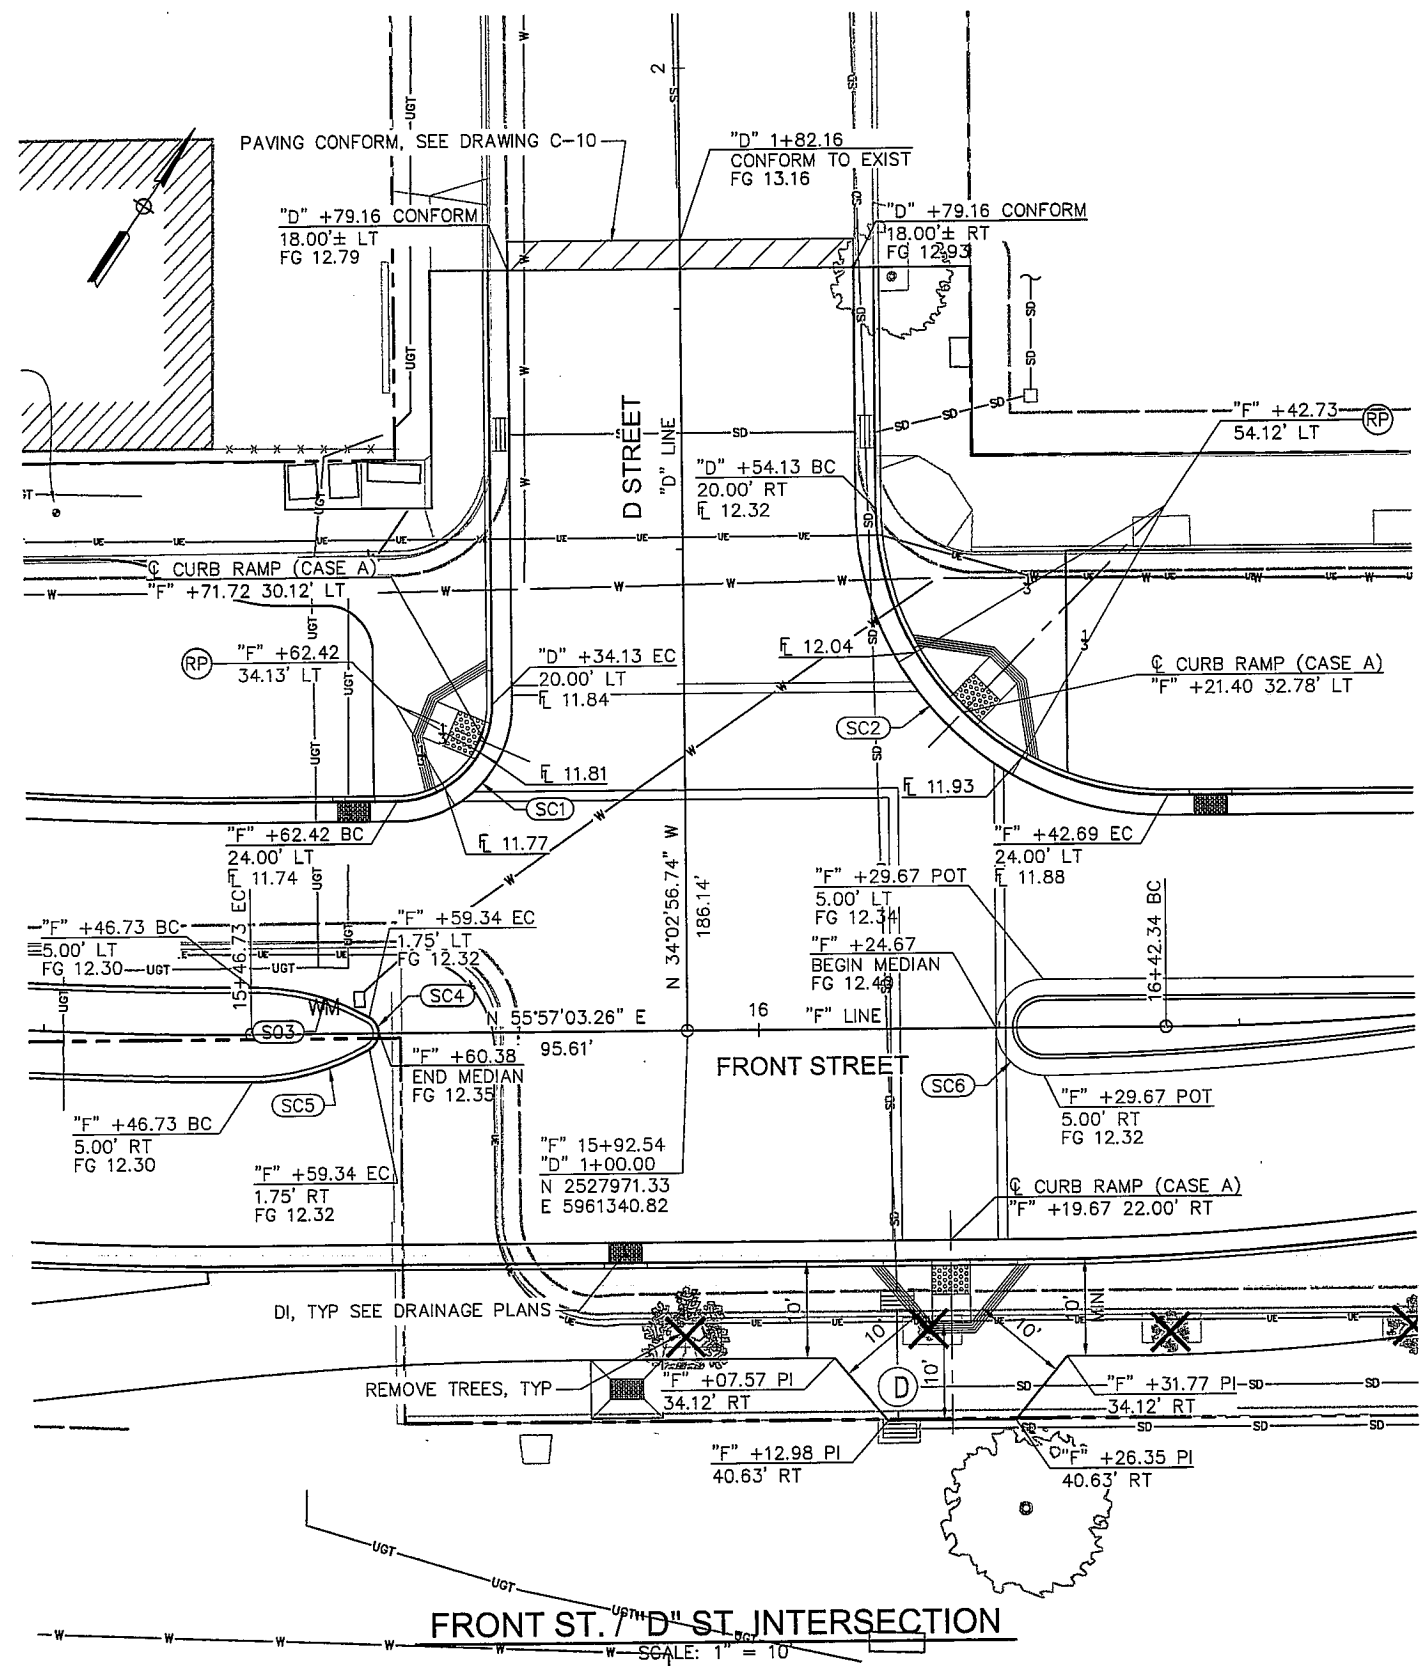 2
SS
W
SD
UGT
PAVING CONFORM, SEE DRAWING C-10
"D" 1+82.16
CONFORM TO EXIST
FG 13.16
"D" +79.16 CONFORM
18.00'± LT
FG 12.79
"D" +79.16 CONFORM
18.00'± RT
FG 12.93
"F" +42.73
54.12' LT
RP
D STREET
"D" LINE
"D" +54.13 BC
20.00' RT
FL 12.32
℄ CURB RAMP (CASE A)
"F" +71.72 30.12' LT
RP
"F" +62.42
34.13' LT
"D" +34.13 EC
20.00' LT
FL 11.84
FL 12.04
℄ CURB RAMP (CASE A)
"F" +21.40 32.78' LT
SC2
FL 11.81
SC1
FL 11.93
FL 11.77
"F" +62.42 BC
24.00' LT
FL 11.74
"F" +42.69 EC
24.00' LT
FL 11.88
N 34°02'56.74" W
186.14'
"F" +29.67 POT
5.00' LT
FG 12.34
"F" +24.67
BEGIN MEDIAN
16+42.34 BC
15+46.73 EC
"F" +46.73 BC
5.00' LT
FG 12.30
"F" +59.34 EC
1.75' LT
FG 12.32
SC4
WM
S03
N 55°57'03.26" E
95.61'
16
"F" LINE
FRONT STREET
"F" +60.38
END MEDIAN
FG 12.35
SC5
SC6
"F" +46.73 BC
5.00' RT
FG 12.30
"F" +29.67 POT
5.00' RT
FG 12.32
"F" +59.34 EC
1.75' RT
FG 12.32
"F" 15+92.54
"D" 1+00.00
N 2527971.33
E 5961340.82
℄ CURB RAMP (CASE A)
"F" +19.67 22.00' RT
DI, TYP SEE DRAINAGE PLANS
10'
10'
10'
10'
10'
MIN
REMOVE TREES, TYP
"F" +07.57 PI
34.12' RT
D
"F" +31.77 PI
34.12' RT
"F" +12.98 PI
40.63' RT
"F" +26.35 PI
40.63' RT
UGT
UGT
UGT
FRONT ST. / "D" ST. INTERSECTION
SCALE: 1" = 10'